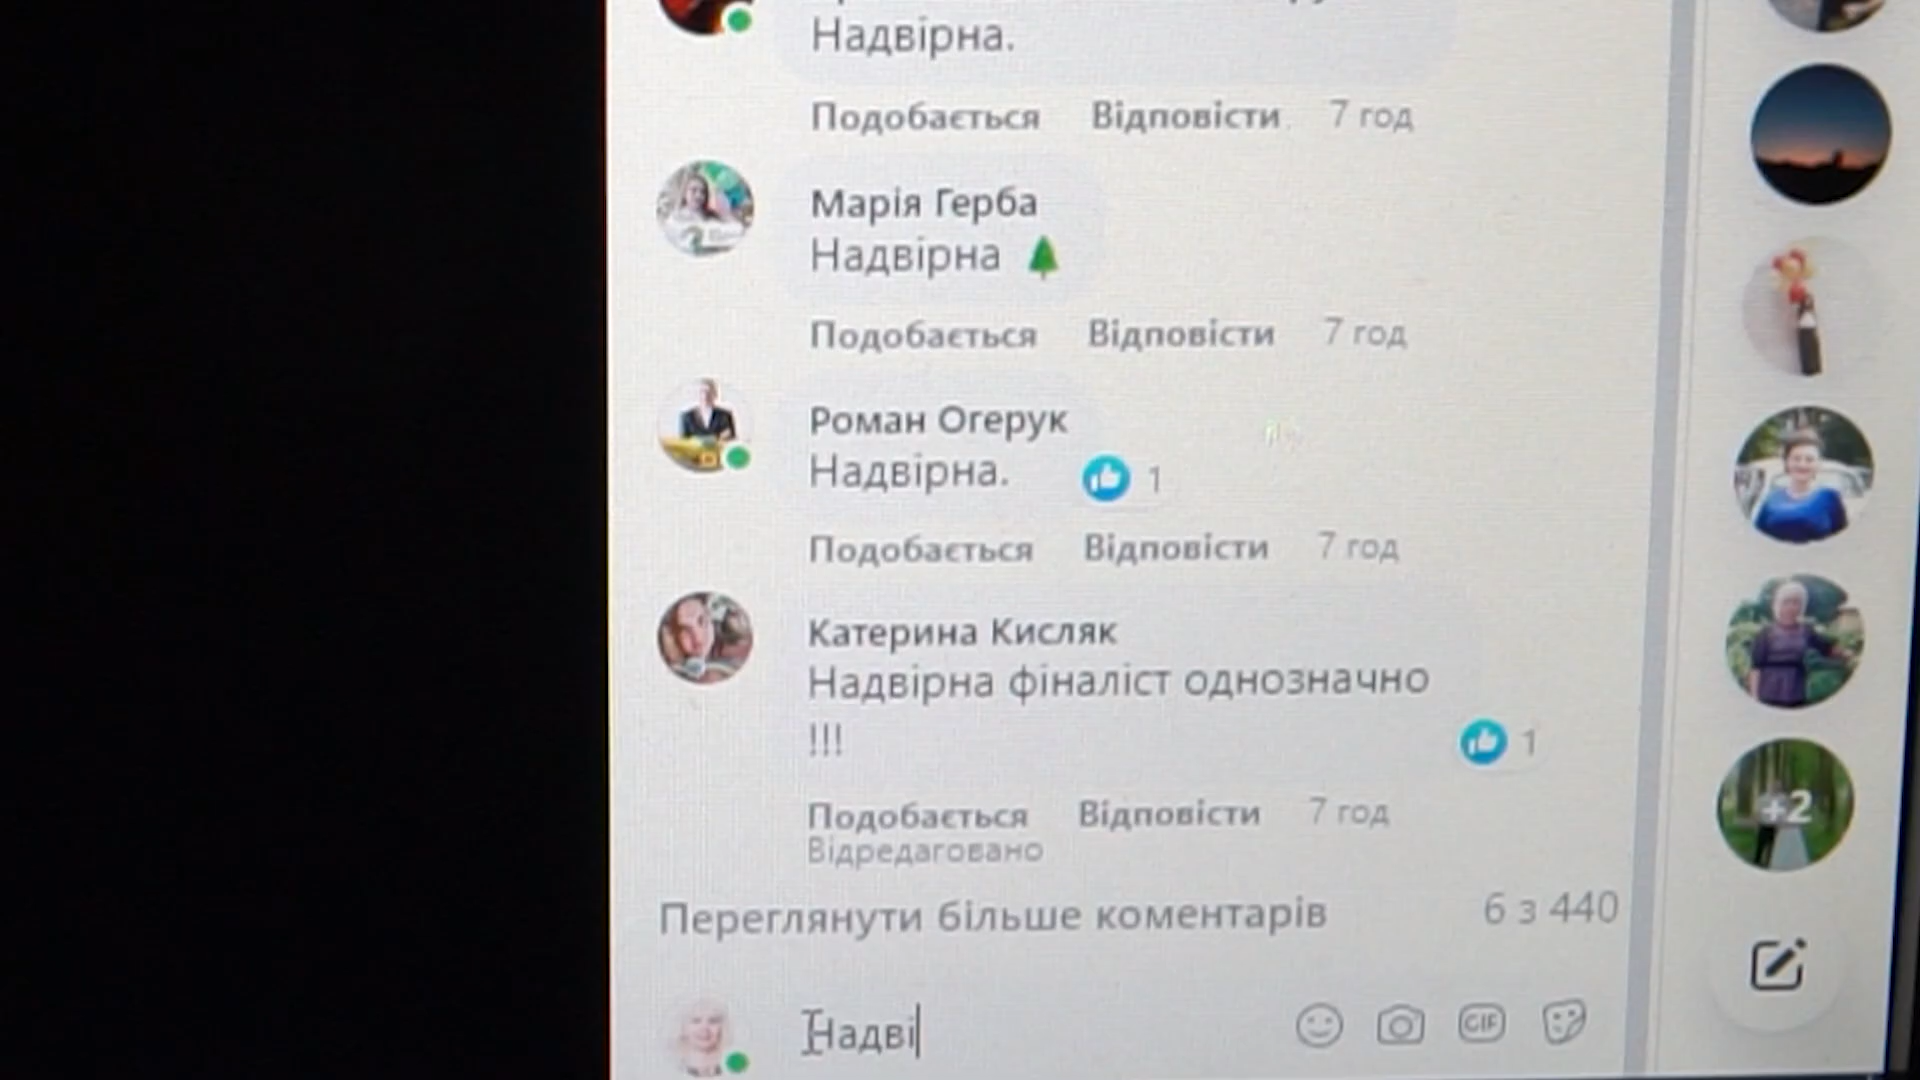 Надвірна.
Подобається Відповісти 7 год
Марія Герба
Надвірна
Подобається Відповісти 7 год
Роман Огерук
Надвірна. 1
Подобається Відповісти 7 год
Катерина Кисляк
Надвірна фіналіст однозначно
!!! 1
Подобається Відповісти 7 год
Відредаговано
Переглянути більше коментарів 6 з 440
+2
Надві GIF